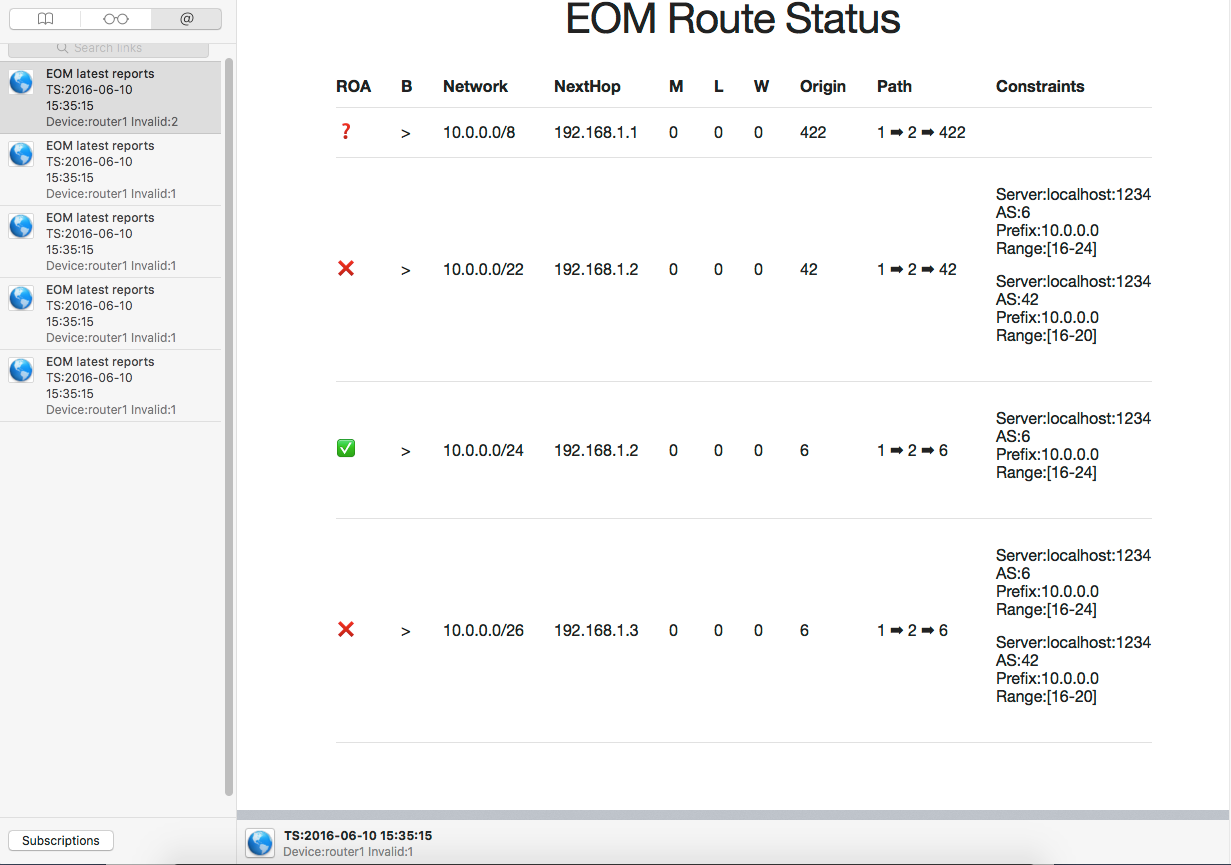 @
Search links
EOM latest reports
TS:2016-06-10
15:35:15
Device:router1 Invalid:2
EOM latest reports
TS:2016-06-10
15:35:15
Device:router1 Invalid:1
EOM latest reports
TS:2016-06-10
15:35:15
Device:router1 Invalid:1
EOM latest reports
TS:2016-06-10
15:35:15
Device:router1 Invalid:1
EOM latest reports
TS:2016-06-10
15:35:15
Device:router1 Invalid:1
Subscriptions
EOM Route Status
ROA B Network NextHop M L W Origin Path Constraints
❓ > 10.0.0.0/8 192.168.1.1 0 0 0 422 1 ➡ 2 ➡ 422
Server:localhost:1234
AS:6
Prefix:10.0.0.0
Range:[16-24]
❌ > 10.0.0.0/22 192.168.1.2 0 0 0 42 1 ➡ 2 ➡ 42
Server:localhost:1234
AS:42
Prefix:10.0.0.0
Range:[16-20]
Server:localhost:1234
AS:6
✅ > 10.0.0.0/24 192.168.1.2 0 0 0 6 1 ➡ 2 ➡ 6
Prefix:10.0.0.0
Range:[16-24]
Server:localhost:1234
AS:6
Prefix:10.0.0.0
Range:[16-24]
❌ > 10.0.0.0/26 192.168.1.3 0 0 0 6 1 ➡ 2 ➡ 6
Server:localhost:1234
AS:42
Prefix:10.0.0.0
Range:[16-20]
TS:2016-06-10 15:35:15
Device:router1 Invalid:1